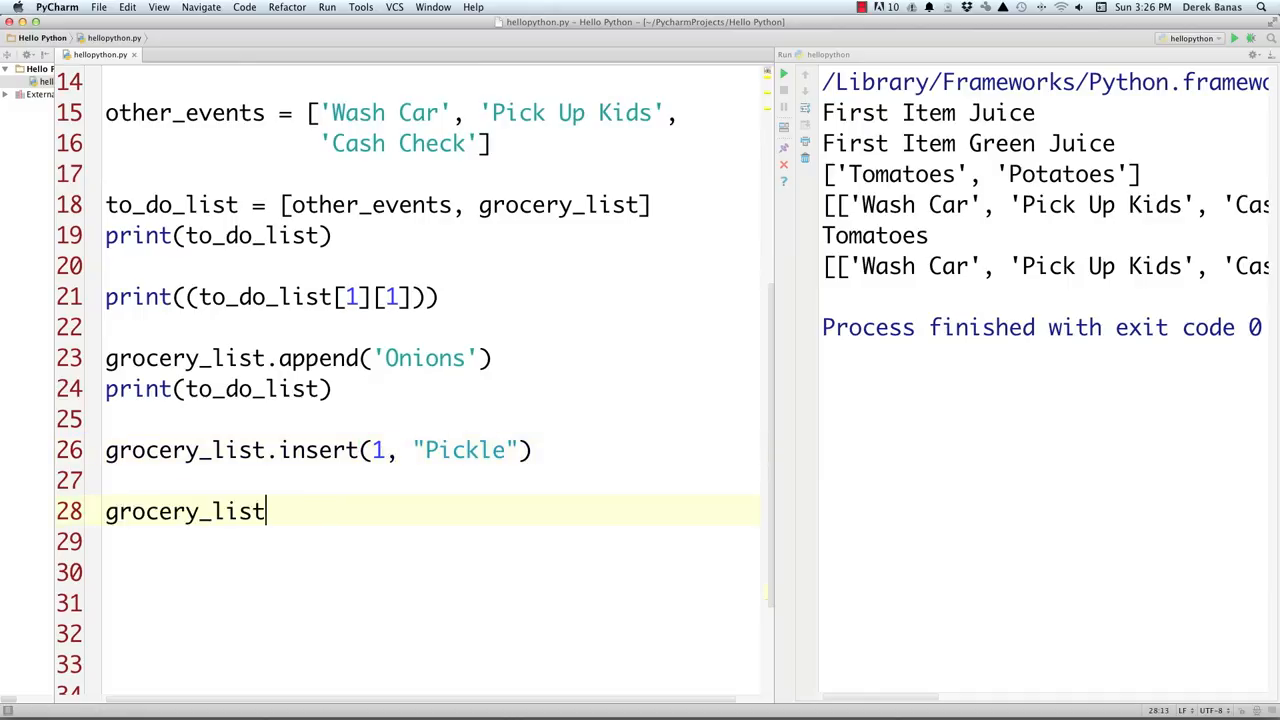 PyCharm File Edit View Navigate Code Refactor Run Tools VCS Window Help 10 Sun 3:26 PM Derek Banas
hellopython.py – Hello Python – [~/PycharmProjects/Hello Python]
Hello Python hellopython.py hellopython
hellopython.py Run hellopython
Hello P
hell
Externa
14
15 other_events = ['Wash Car', 'Pick Up Kids',
16 'Cash Check']
17
18 to_do_list = [other_events, grocery_list]
19 print(to_do_list)
20
21 print((to_do_list[1][1]))
22
23 grocery_list.append('Onions')
24 print(to_do_list)
25
26 grocery_list.insert(1, "Pickle")
27
28 grocery_list
29
30
31
32
33
34
/Library/Frameworks/Python.framewo
First Item Juice
First Item Green Juice
['Tomatoes', 'Potatoes']
[['Wash Car', 'Pick Up Kids', 'Cas
Tomatoes
[['Wash Car', 'Pick Up Kids', 'Cas
Process finished with exit code 0
28:13 LF UTF-8